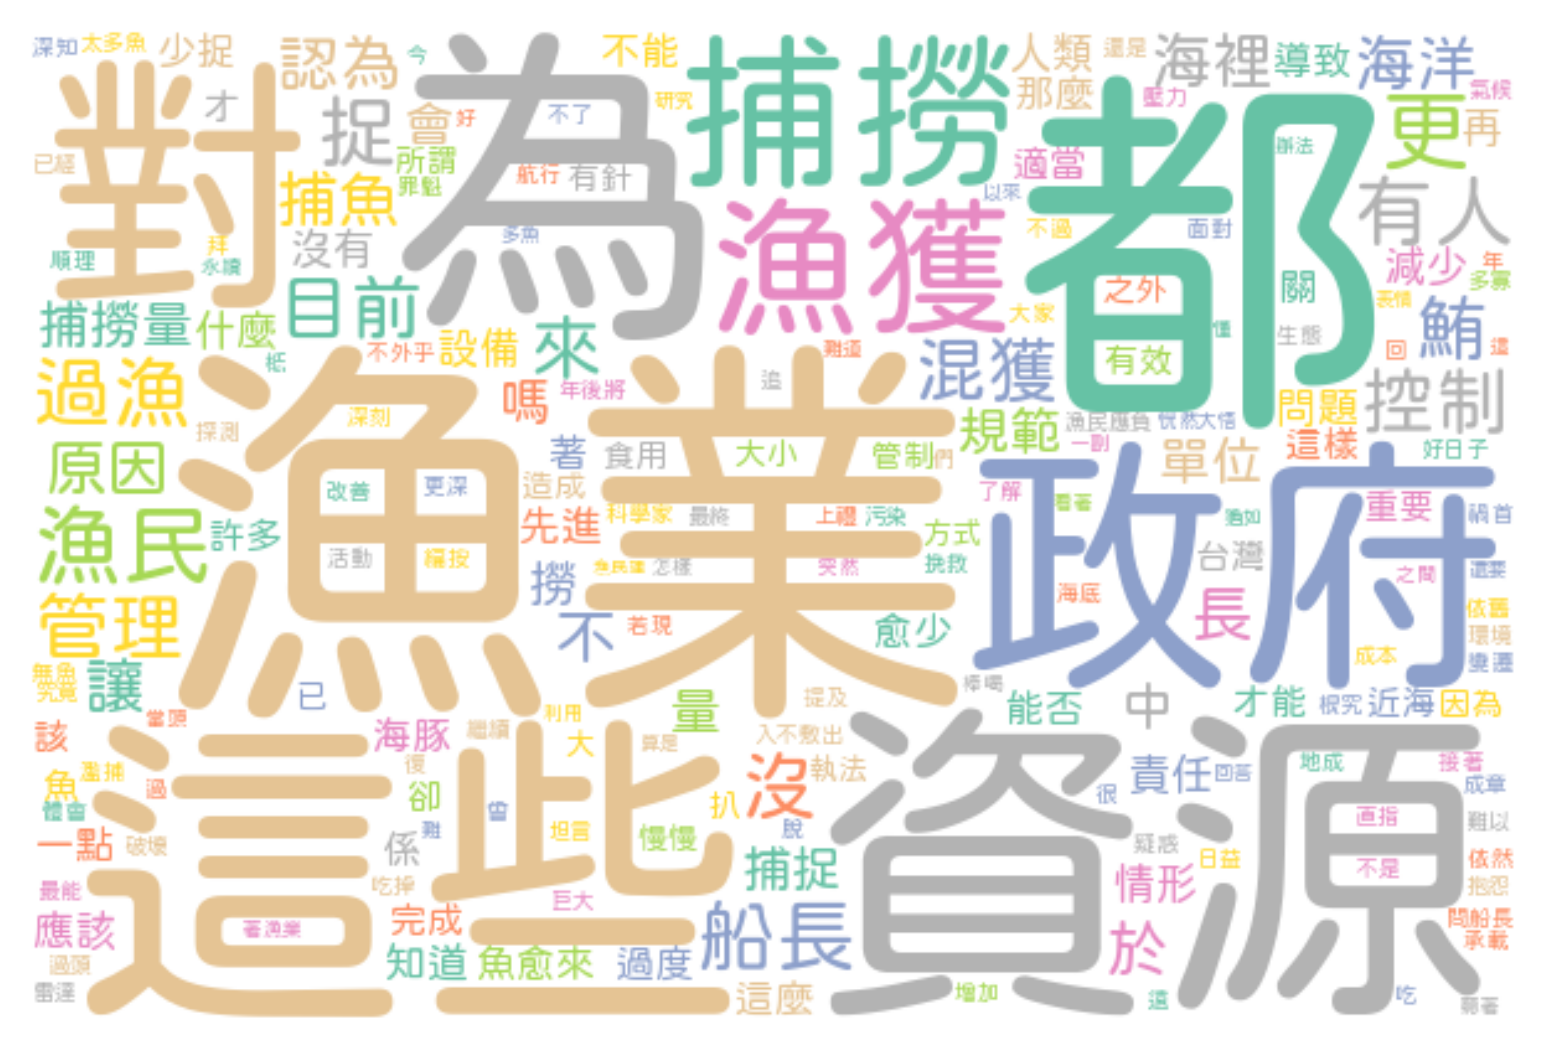 深知
太多魚
少捉
認為
今
不能
人類
還是
海裡
導致
海洋
氣候
對
才
捉
會
好
為
研究
不了
捕撈
那麼
壓力
都
辦法
更
再
已經
所謂
罪魁
航行
有針
適當
以來
有人
捕魚
沒有
多魚
漁獲
不過
面對
減少
年
多寡
順理
拜
永續
目前
之外
關
表情
捕撈量
什麼
設備
來
大家
懂
生態
鮪
不外乎
難道
混獲
有效
回
這
過漁
嗎
年後將
追
控制
問題
探測
深刻
漁業
規範
漁民應負
恍然大悟
一副
這樣
好日子
原因
著
食用
大小
管制
們
單位
改善
更深
造成
了解
看著
政府
重要
禍首
漁民
許多
先進
科學家
最終
上禮
污染
方式
猶如
活動
怎樣
突然
挽救
台灣
之間
還要
管理
撈
海底
長
依舊
不
若現
愈少
環境
成本
變遷
無魚
究竟
讓
已
量
提及
能否
中
才能
近海
因為
該
當頭
海豚
繼續
利用
大
算是
入不敷出
資源
魚
濫捕
過
這些
復
卻
沒
執法
責任
回答
地成
接著
成章
體會
難
曾
扒
很
直指
難以
一點
破壞
係
坦言
慢慢
脫
疑惑
日益
不是
依然
最能
吃掉
捕捉
情形
抱怨
應該
著漁業
完成
巨大
船長
於
問船長
承載
過頭
知道
魚愈來
過度
雷達
這麼
增加
這
吃